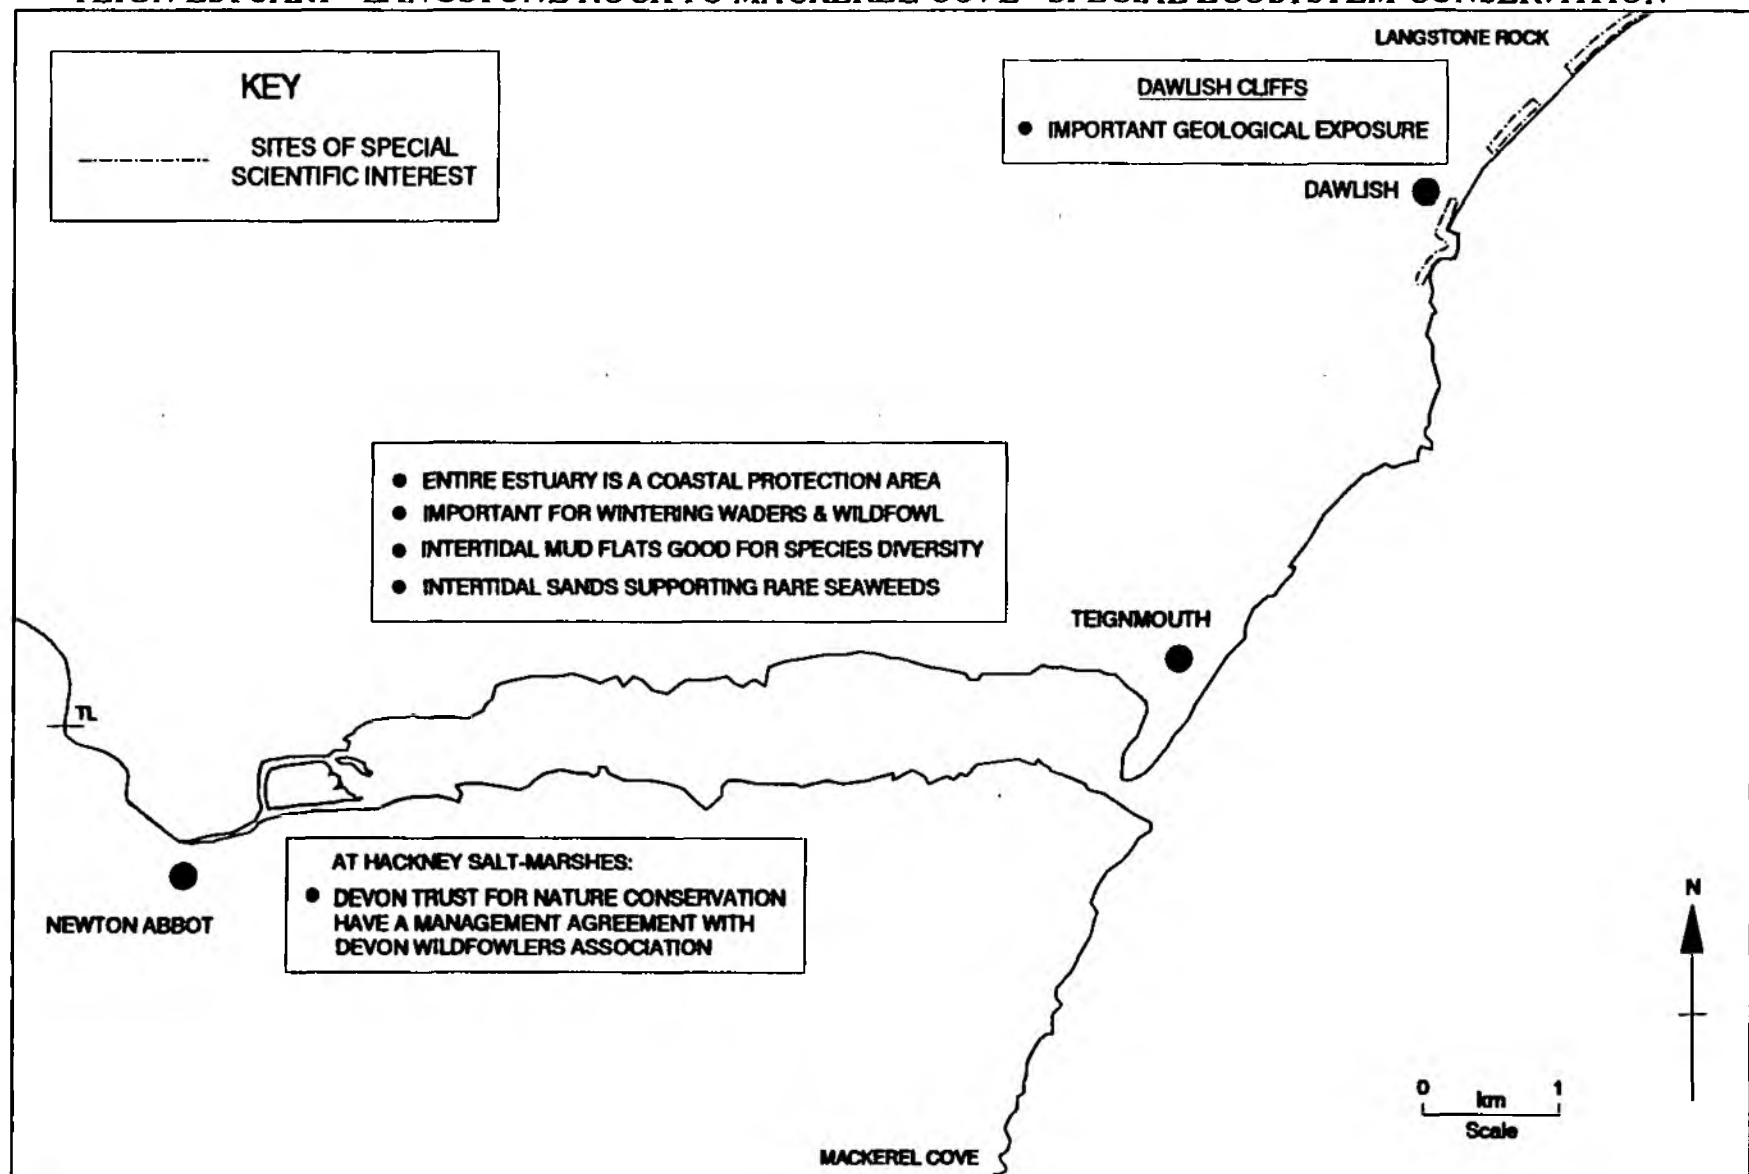 KEY
SITES OF SPECIAL
SCIENTIFIC INTEREST
LANGSTONE ROCK
DAWLISH CLIFFS
● IMPORTANT GEOLOGICAL EXPOSURE
DAWLISH
● ENTIRE ESTUARY IS A COASTAL PROTECTION AREA
● IMPORTANT FOR WINTERING WADERS & WILDFOWL
● INTERTIDAL MUD FLATS GOOD FOR SPECIES DIVERSITY
● INTERTIDAL SANDS SUPPORTING RARE SEAWEEDS
TEIGNMOUTH
TL
NEWTON ABBOT
AT HACKNEY SALT-MARSHES:
● DEVON TRUST FOR NATURE CONSERVATION
HAVE A MANAGEMENT AGREEMENT WITH
DEVON WILDFOWLERS ASSOCIATION
N
0 1
km
Scale
MACKEREL COVE